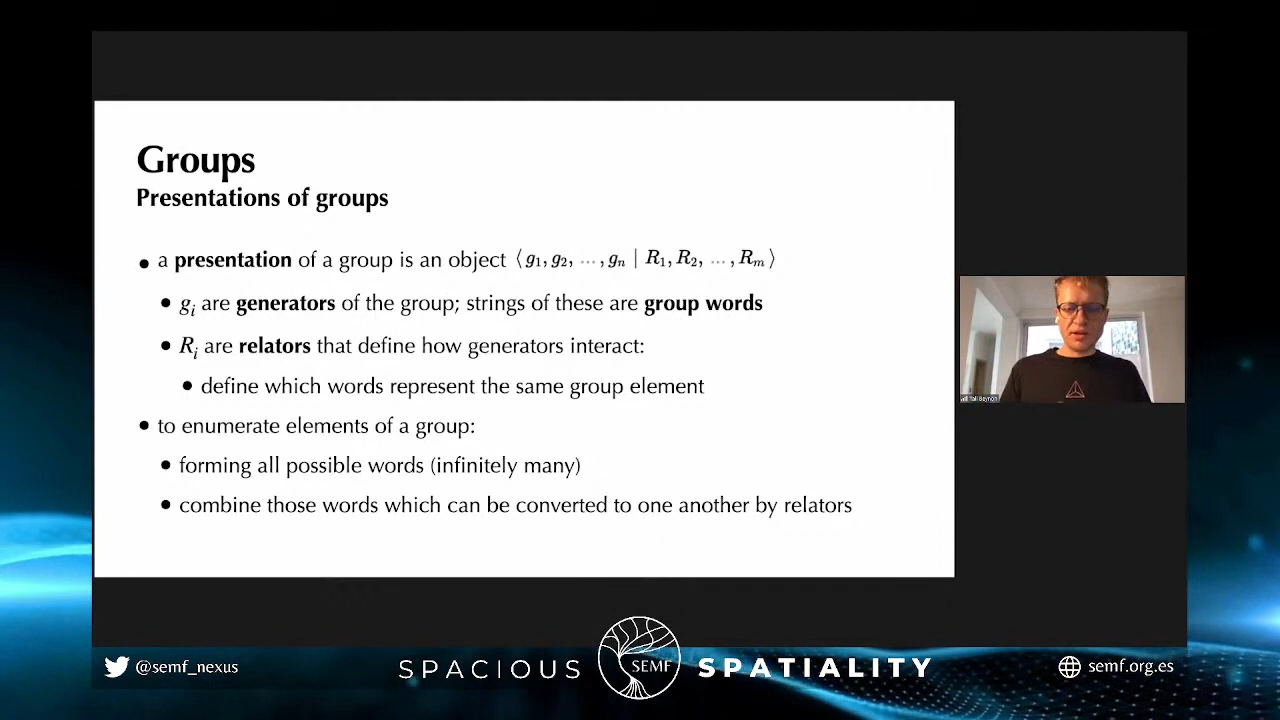 Groups
Presentations of groups
• a presentation of a group is an object ⟨ g₁, g₂, … , gₙ | R₁, R₂, … , Rₘ ⟩
• gᵢ are generators of the group; strings of these are group words
• Rᵢ are relators that define how generators interact:
• define which words represent the same group element
• to enumerate elements of a group:
• forming all possible words (infinitely many)
• combine those words which can be converted to one another by relators
@semf_nexus
SPACIOUS SEMF SPATIALITY
semf.org.es